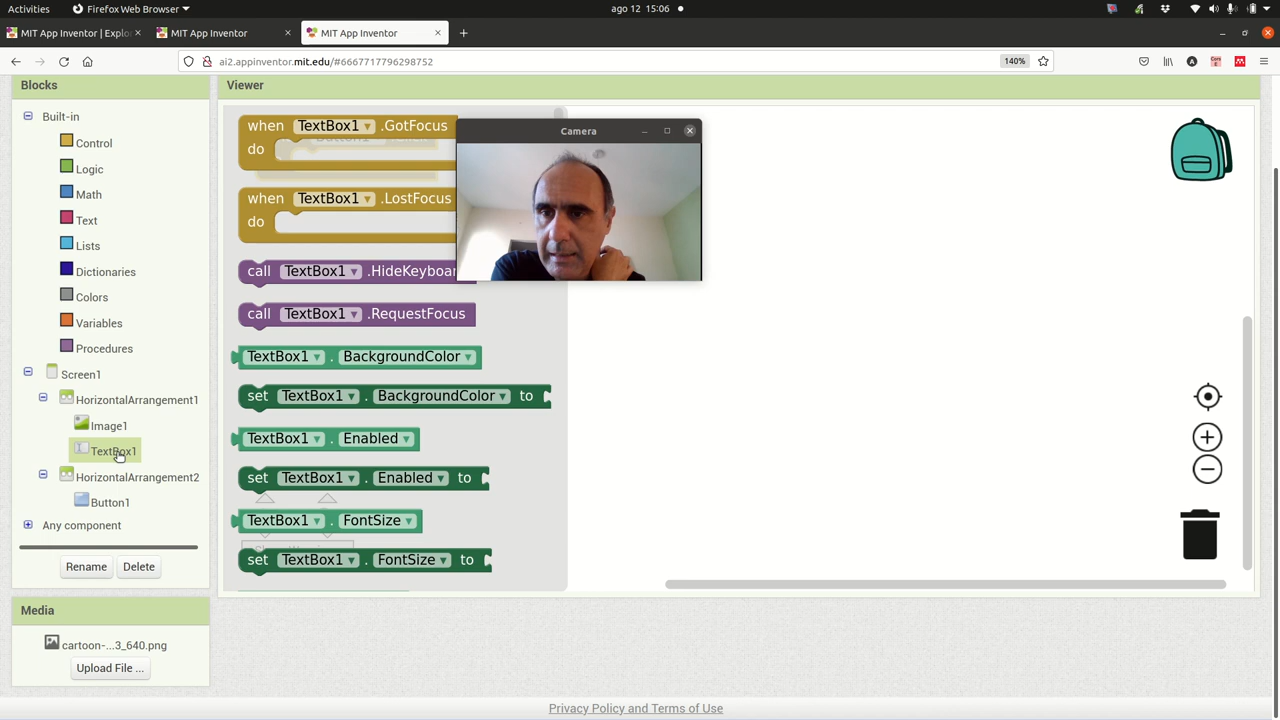 Activities
Firefox Web Browser
ago 12 15:06
MIT App Inventor | Explo
MIT App Inventor
MIT App Inventor
ai2.appinventor.mit.edu/#6667717796298752
140%
Blocks
Viewer
Built-in
Control
Logic
Math
Text
Lists
Dictionaries
Colors
Variables
Procedures
Screen1
HorizontalArrangement1
Image1
TextBox1
HorizontalArrangement2
Button1
Any component
Rename
Delete
Media
cartoon-...3_640.png
Upload File ...
when TextBox1 .GotFocus
do
when TextBox1 .LostFocus
do
call TextBox1 .HideKeyboar
call TextBox1 .RequestFocus
TextBox1 . BackgroundColor
set TextBox1 . BackgroundColor to
TextBox1 . Enabled
set TextBox1 . Enabled to
TextBox1 . FontSize
set TextBox1 . FontSize to
Camera
Privacy Policy and Terms of Use